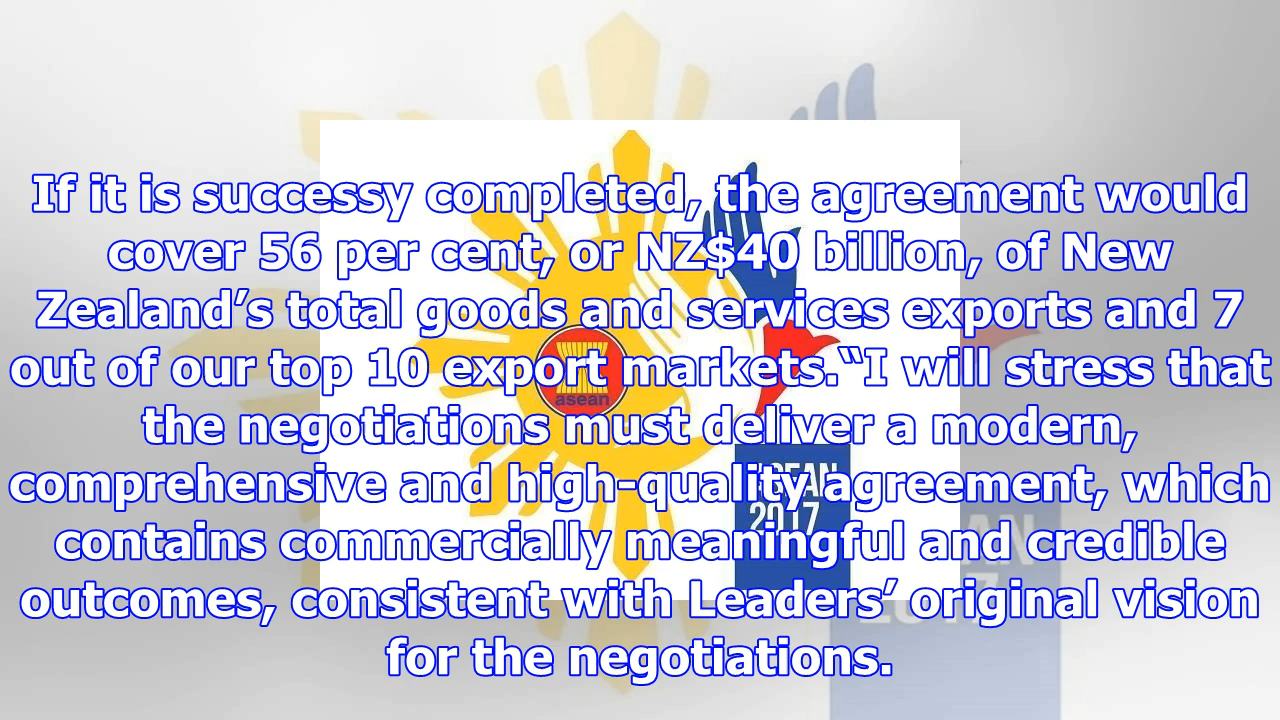 If it is successy completed, the agreement would
cover 56 per cent, or NZ$40 billion, of New
Zealand’s total goods and services exports and 7
out of our top 10 export markets.“I will stress that
the negotiations must deliver a modern,
comprehensive and high-quality agreement, which
contains commercially meaningful and credible
outcomes, consistent with Leaders’ original vision
for the negotiations.
asean
ASEAN
2017